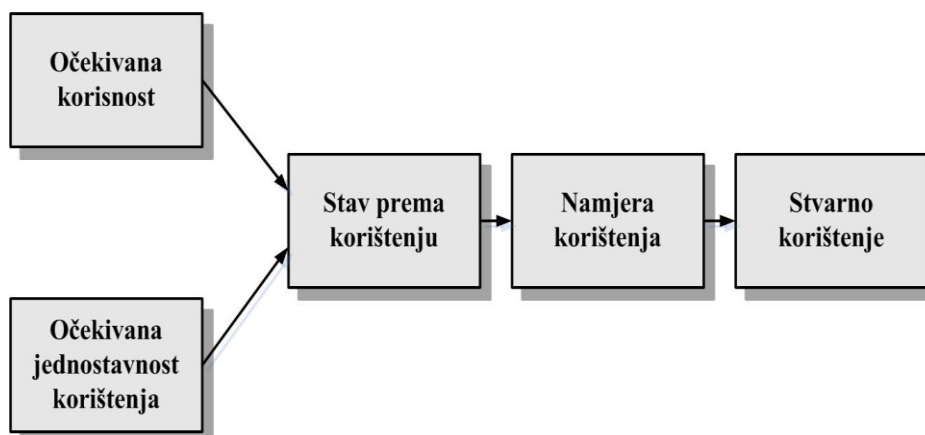 Očekivana
korisnost
Stav prema
korištenju
Namjera
korištenja
Stvarno
korištenje
Očekivana
jednostavnost
korištenja